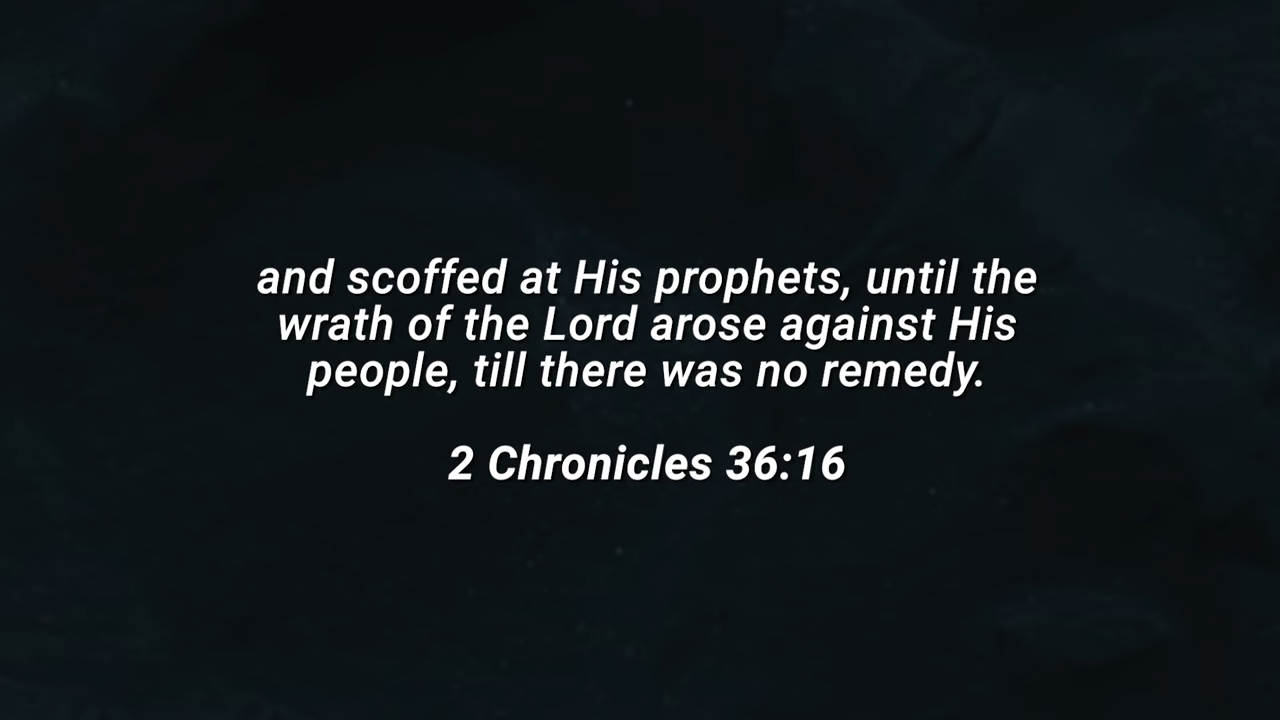 and scoffed at His prophets, until the
wrath of the Lord arose against His
people, till there was no remedy.
2 Chronicles 36:16